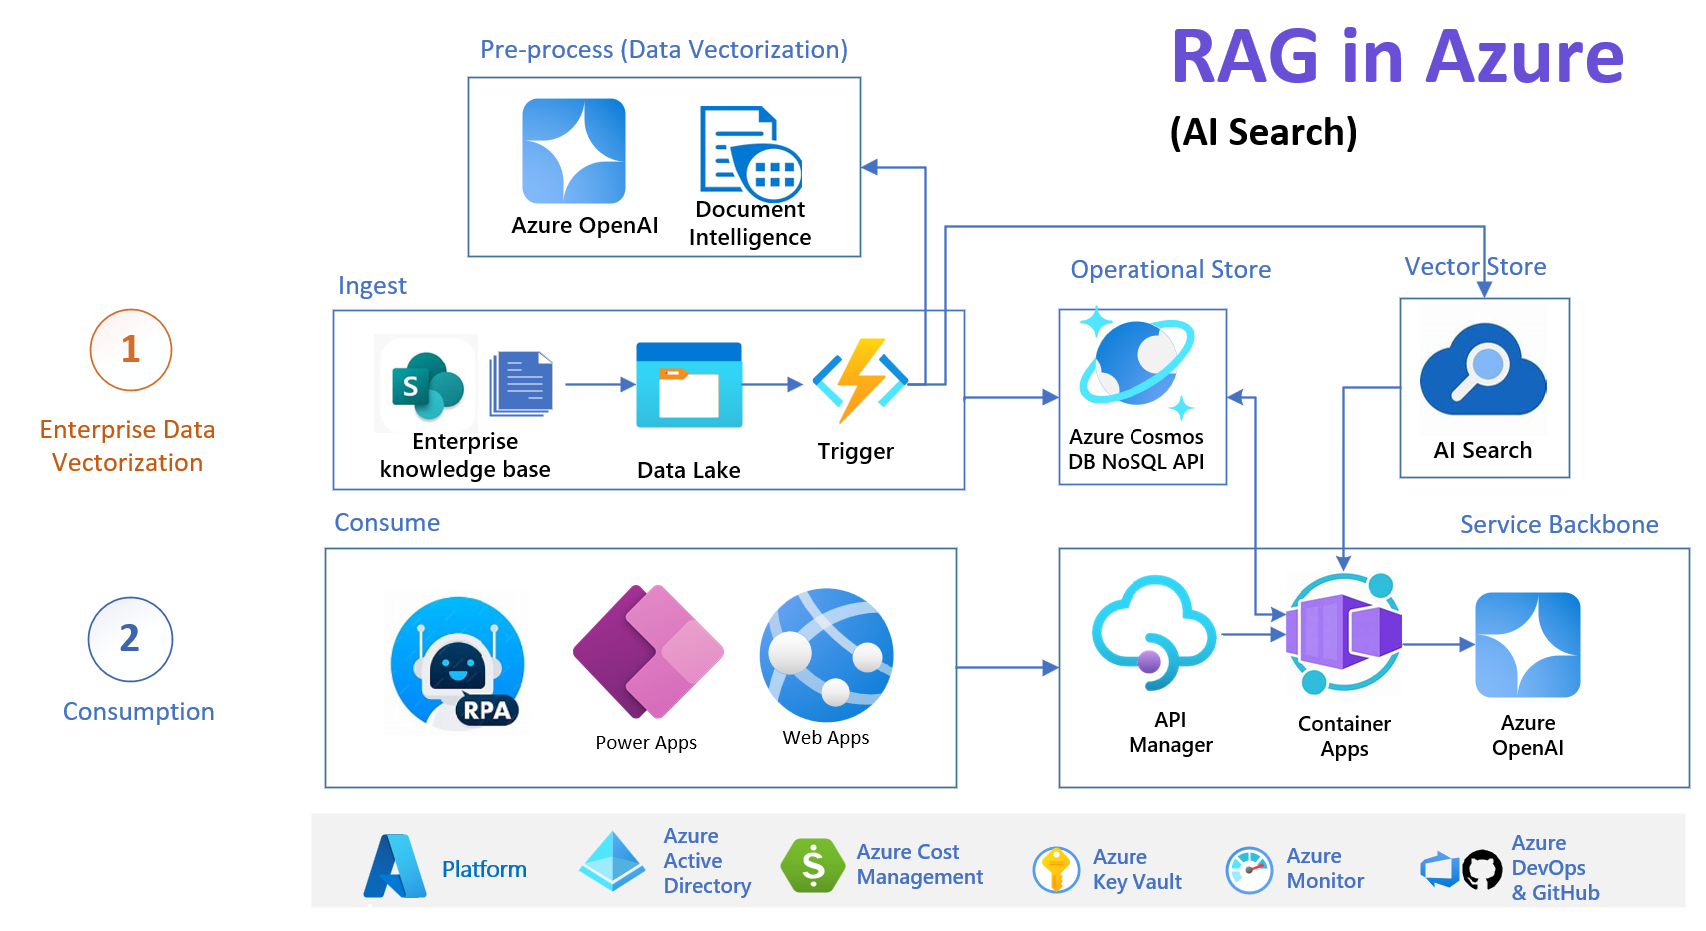 RAG in Azure
(AI Search)
Pre-process (Data Vectorization)
Azure OpenAI
Document
Intelligence
1
Enterprise Data
Vectorization
Ingest
S
Enterprise
knowledge base
Data Lake
Trigger
Operational Store
Azure Cosmos
DB NoSQL API
Vector Store
AI Search
2
Consumption
Consume
RPA
Power Apps
Web Apps
Service Backbone
API
Manager
Container
Apps
Azure
OpenAI
Platform
Azure
Active
Directory
$
Azure Cost
Management
Azure
Key Vault
Azure
Monitor
Azure
DevOps
& GitHub